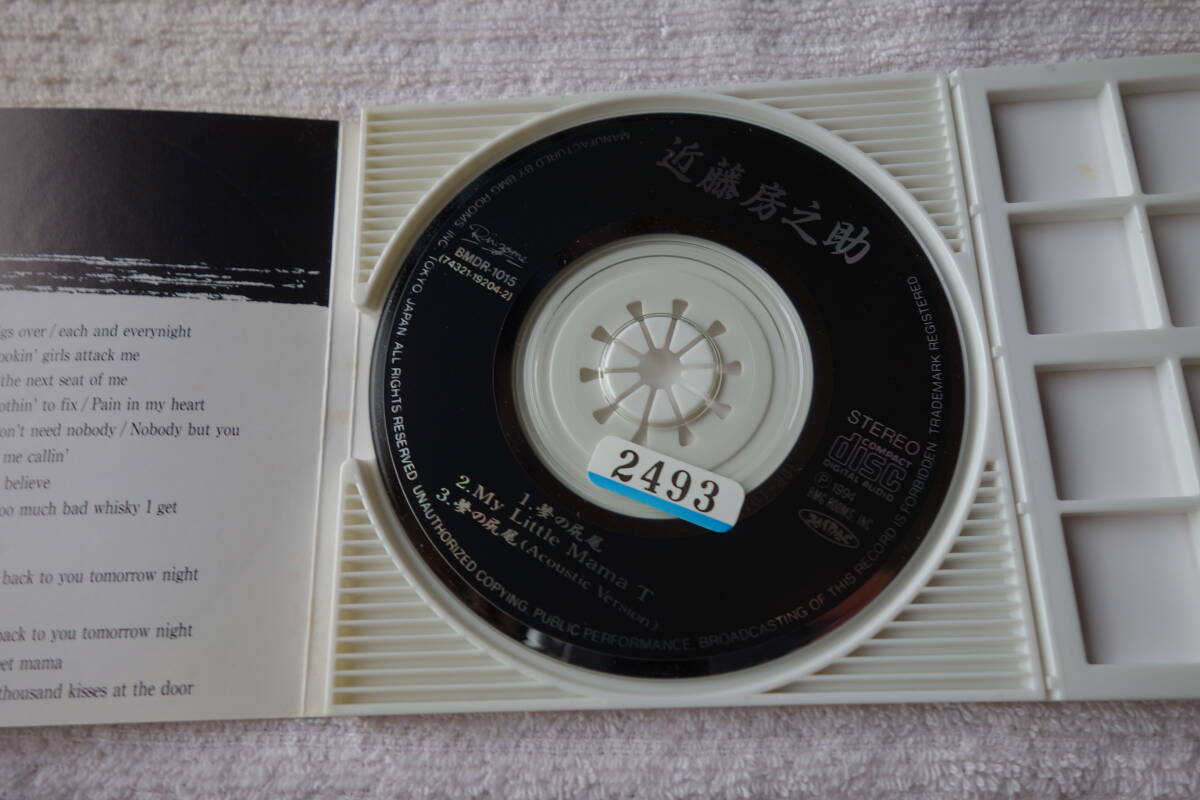 gs over / each and everynight
ookin' girls attack me
the next seat of me
othin' to fix / Pain in my heart
on't need nobody / Nobody but you
me callin'
believe
oo much bad whisky I get
back to you tomorrow night
back to you tomorrow night
et mama
thousand kisses at the door
近藤房之助
Rhizome
BMDR-1015
(74321-19204-2)
STEREO
COMPACT
disc
DIGITAL AUDIO
Ⓟ 1994
BMG ROOMS, INC
2493
1.夢の尻尾
2.My Little Mama T
3.夢の尻尾(Acoustic Version)
MANUFACTURED BY BMG ROOMS INC. TOKYO, JAPAN ALL RIGHTS RESERVED UNAUTHORIZED COPYING, PUBLIC PERFORMANCE, BROADCASTING OF THIS RECORD IS FORBIDDEN TRADEMARK REGISTERED